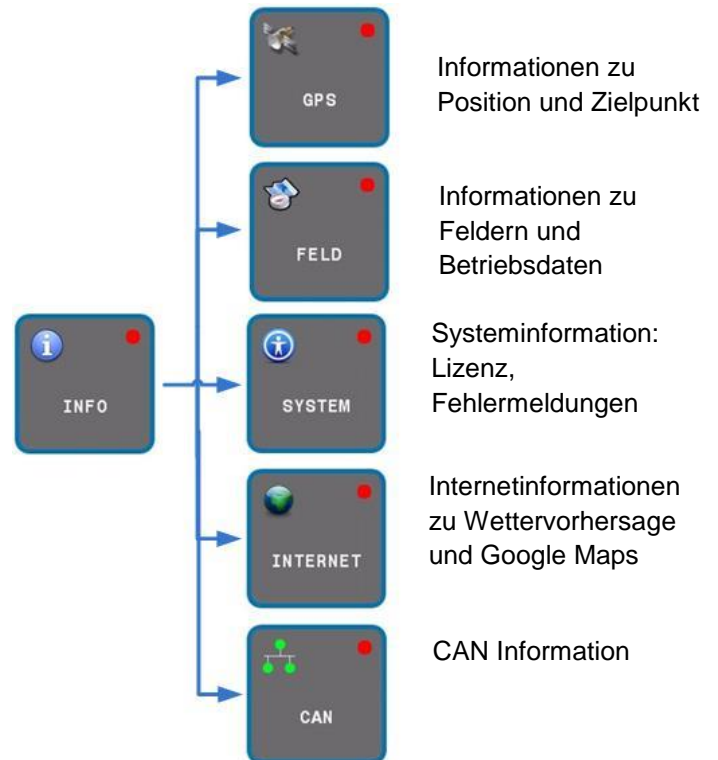 GPS
Informationen zu
Position und Zielpunkt
FELD
Informationen zu
Feldern und
Betriebsdaten
INFO
SYSTEM
Systeminformation:
Lizenz,
Fehlermeldungen
INTERNET
Internetinformationen
zu Wettervorhersage
und Google Maps
CAN
CAN Information